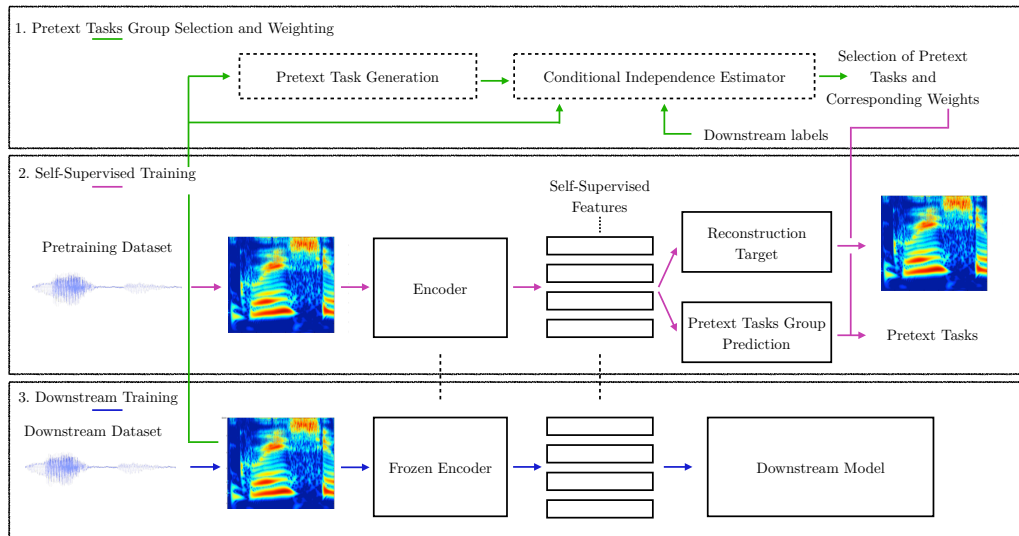 1. Pretext Tasks Group Selection and Weighting
Pretext Task Generation
Conditional Independence Estimator
Selection of Pretext
Tasks and
Corresponding Weights
Downstream labels
2. Self-Supervised Training
Self-Supervised
Features
Pretraining Dataset
Encoder
Reconstruction
Target
Pretext Tasks Group
Prediction
Pretext Tasks
3. Downstream Training
Downstream Dataset
Frozen Encoder
Downstream Model